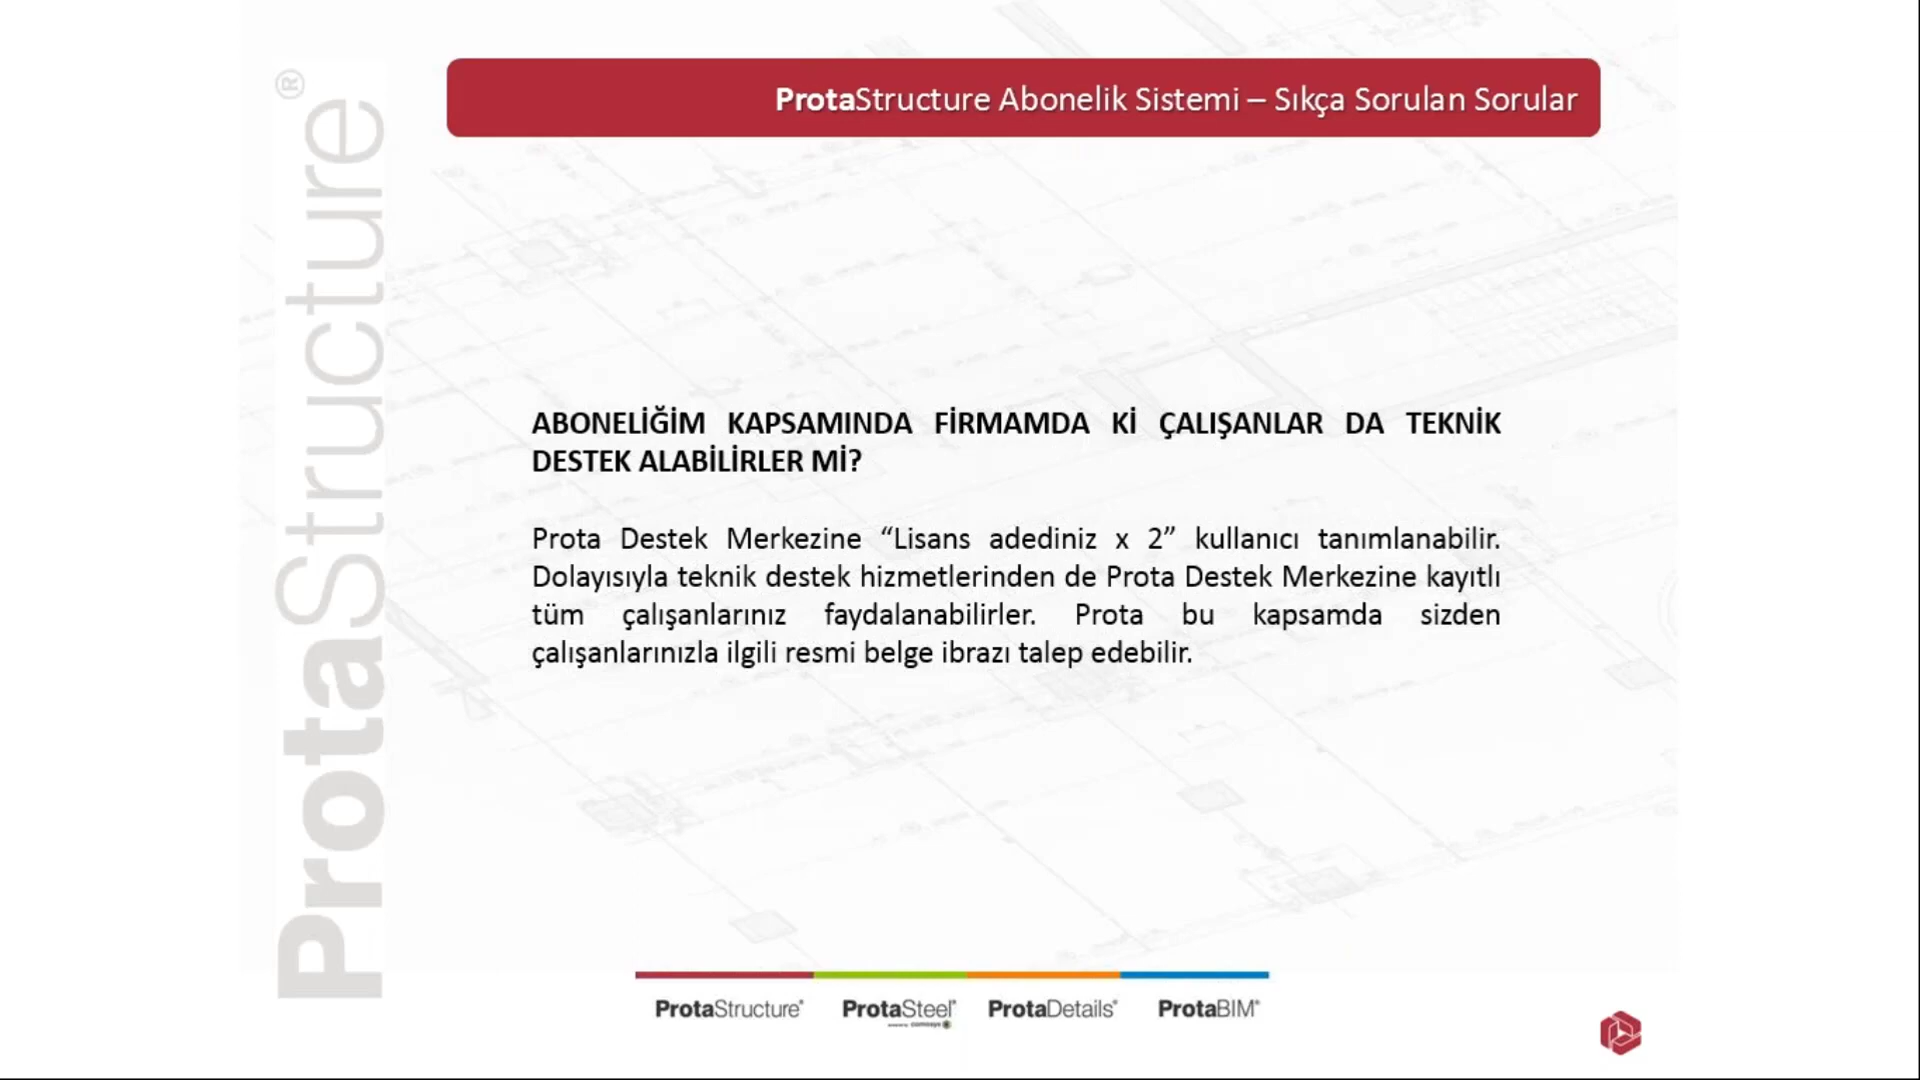 ProtaStructure®
ProtaStructure Abonelik Sistemi – Sıkça Sorulan Sorular
ABONELİĞİM KAPSAMINDA FİRMAMDA Kİ ÇALIŞANLAR DA TEKNİK
DESTEK ALABİLİRLER Mİ?
Prota Destek Merkezine “Lisans adediniz x 2” kullanıcı tanımlanabilir.
Dolayısıyla teknik destek hizmetlerinden de Prota Destek Merkezine kayıtlı
tüm çalışanlarınız faydalanabilirler. Prota bu kapsamda sizden
çalışanlarınızla ilgili resmi belge ibrazı talep edebilir.
ProtaStructure® ProtaSteel® ProtaDetails® ProtaBIM®